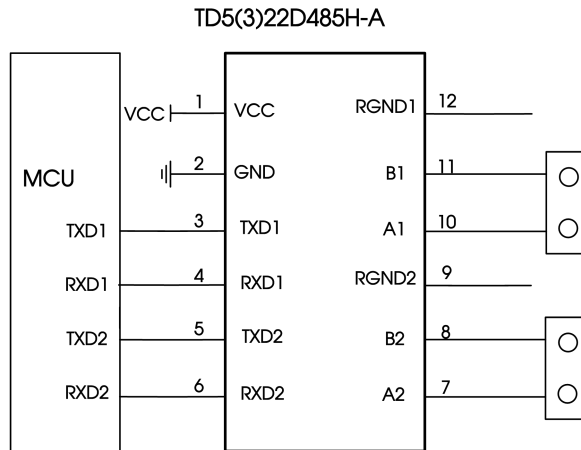 TD5(3)22D485H-A
VCC 1 VCC RGND1 12
MCU 2 GND B1 11
TXD1 3 TXD1 A1 10
RXD1 4 RXD1 RGND2 9
TXD2 5 TXD2 B2 8
RXD2 6 RXD2 A2 7